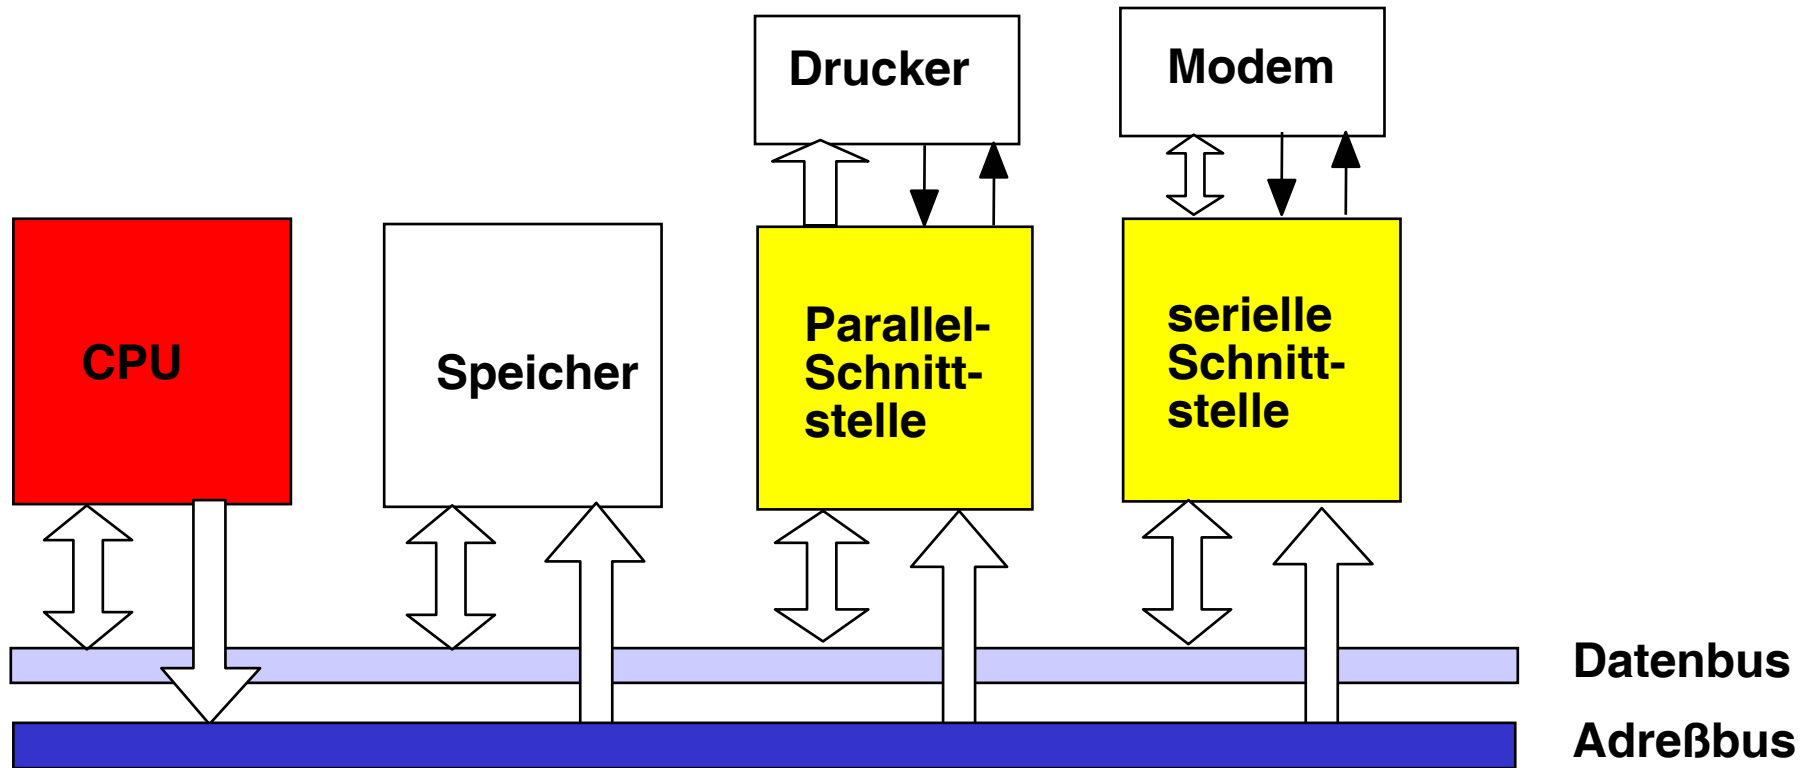 Drucker
Modem
CPU
Speicher
Parallel-
Schnitt-
stelle
serielle
Schnitt-
stelle
Datenbus
Adreßbus